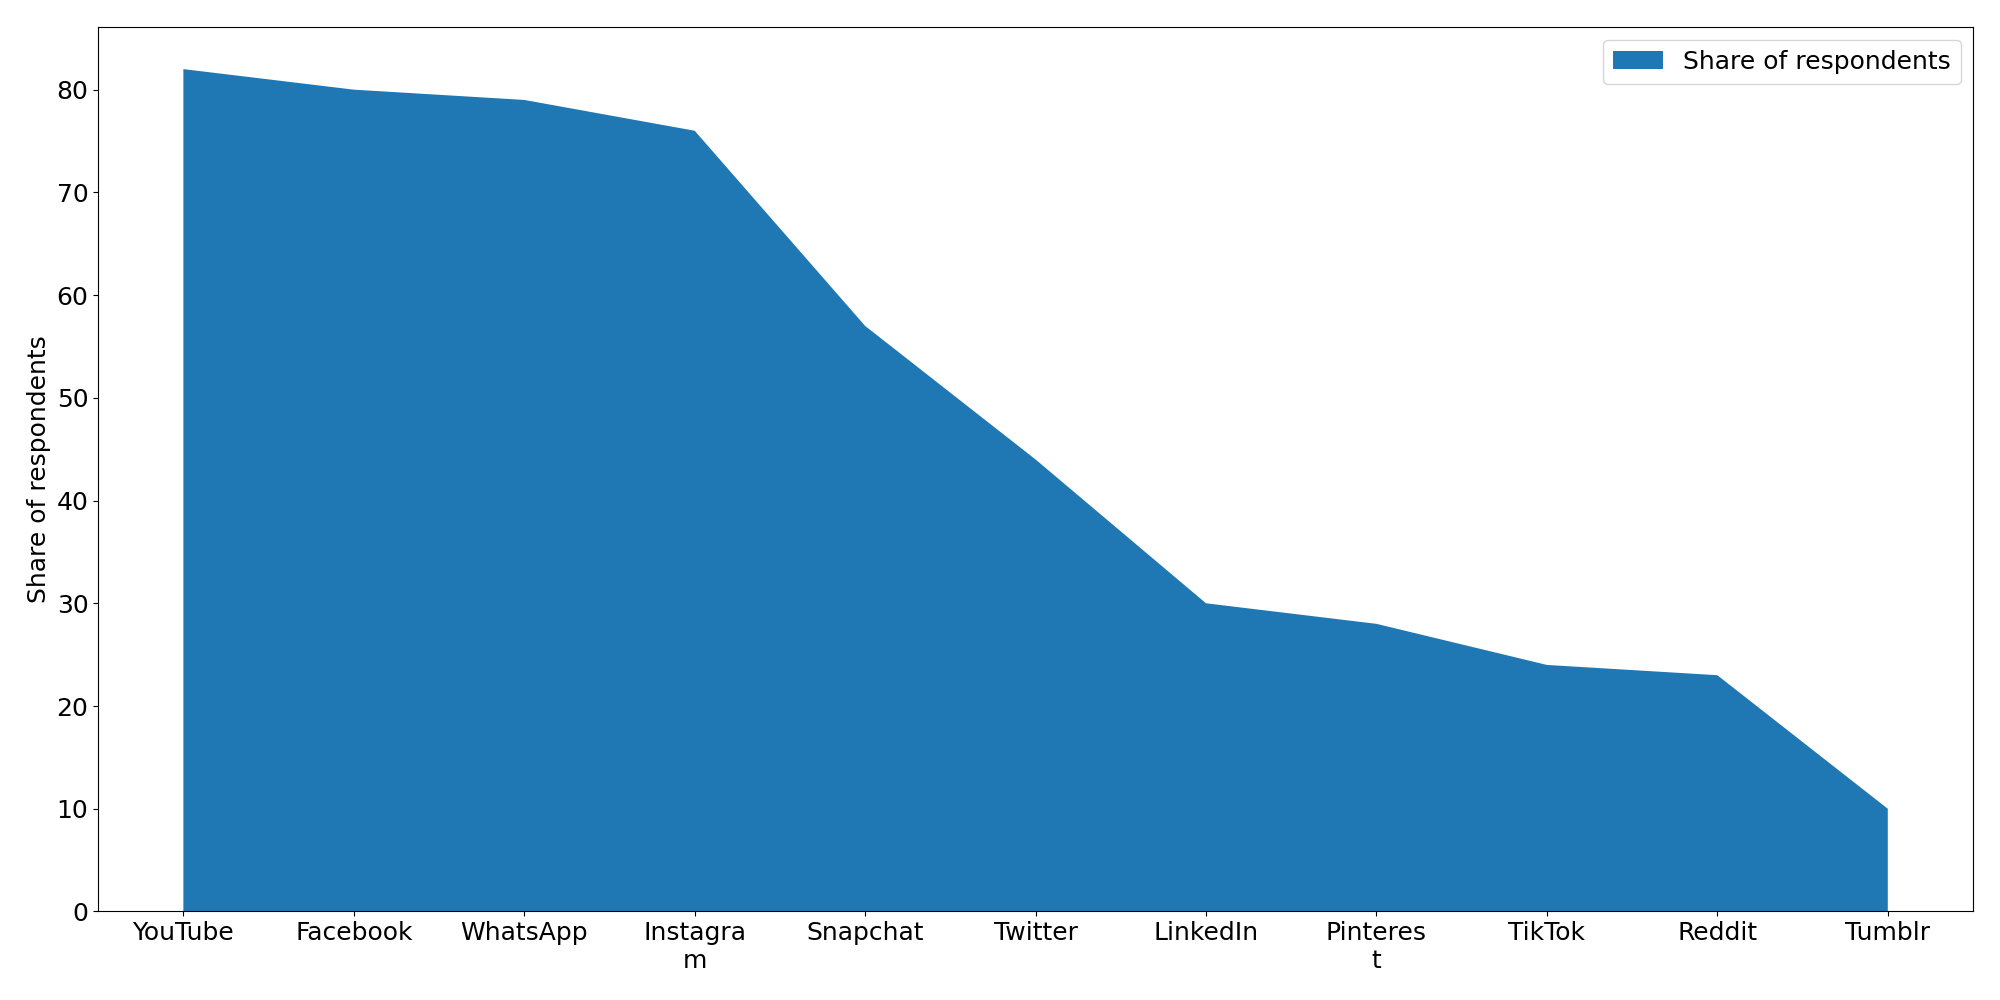 Share of respondents
80
70
60
50
40
30
20
10
0
Share of respondents
YouTube Facebook WhatsApp Instagra Snapchat Twitter LinkedIn Pinteres TikTok Reddit Tumblr
m t